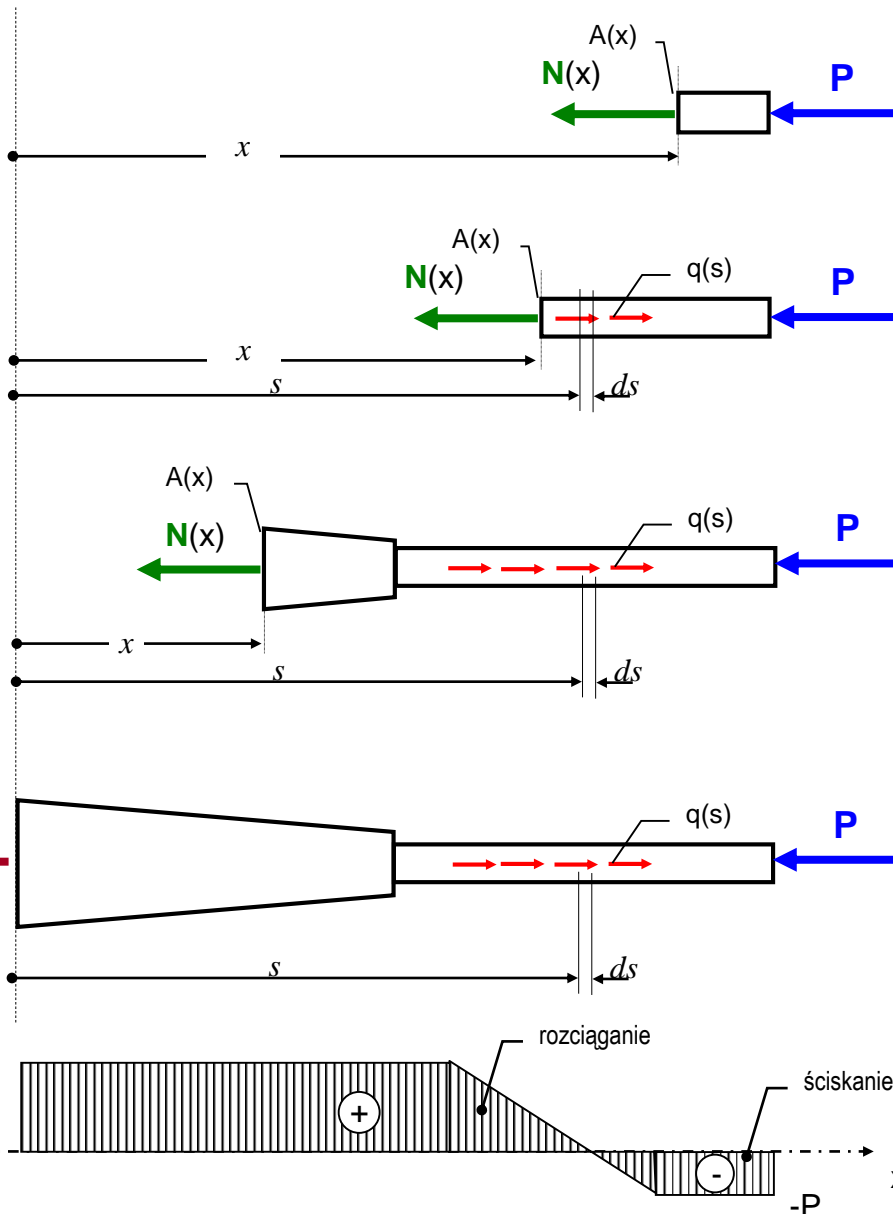 A(x)
N(x)
P
x
A(x)
q(s)
N(x)
P
x
s
ds
A(x)
q(s)
N(x)
P
x
s
ds
q(s)
P
s
ds
rozciąganie
ściskanie
+
-
x
-P